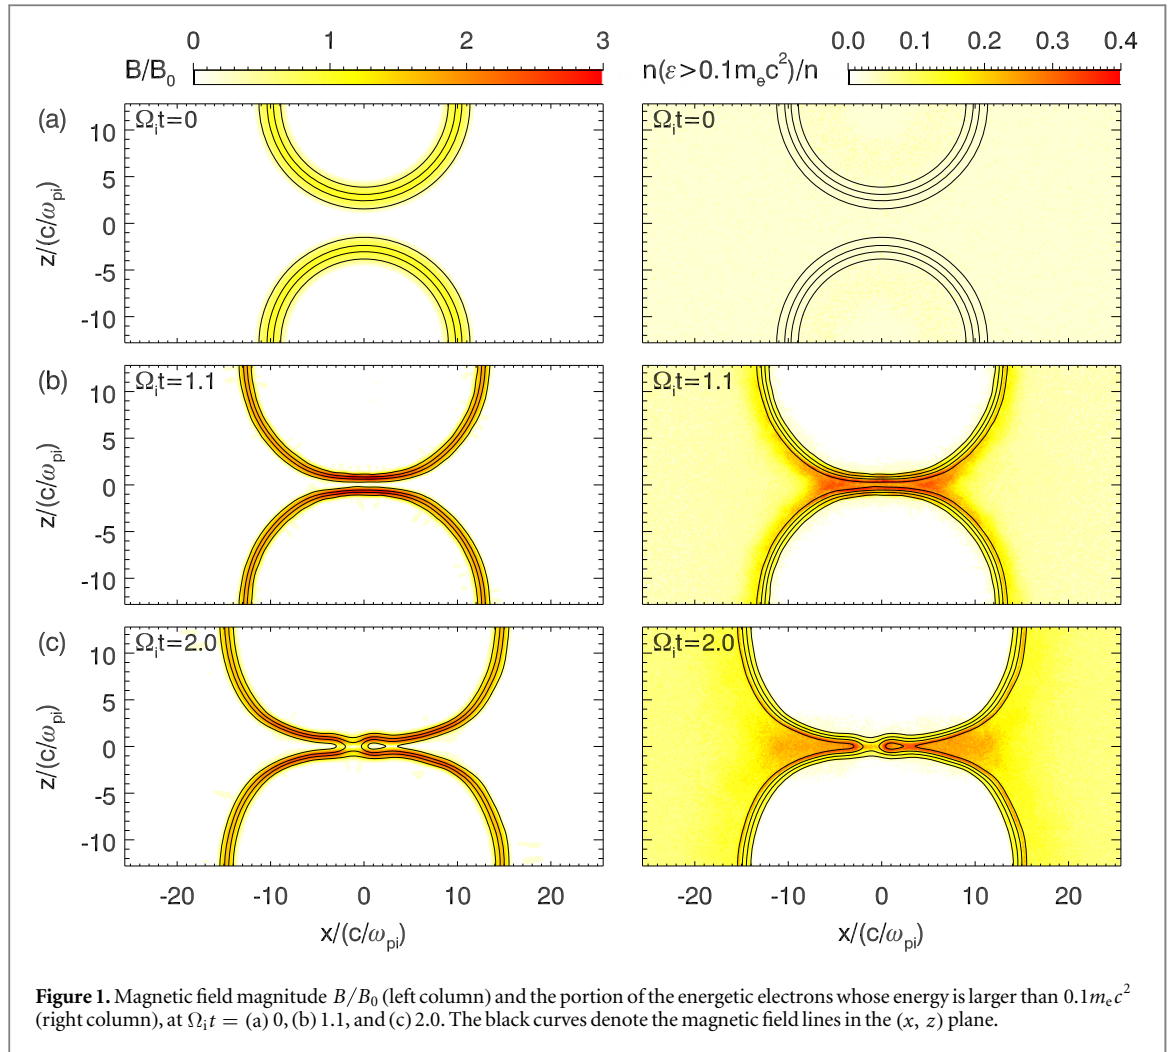 0 1 2 3
B/B₀
0.0 0.1 0.2 0.3 0.4
n(ε>0.1mₑc²)/n
(a)
Ωᵢt=0
Ωᵢt=0
10
5
0
-5
-10
z/(c/ωₚᵢ)
(b)
Ωᵢt=1.1
Ωᵢt=1.1
10
5
0
-5
-10
z/(c/ωₚᵢ)
(c)
Ωᵢt=2.0
Ωᵢt=2.0
10
5
0
-5
-10
z/(c/ωₚᵢ)
-20 -10 0 10 20
-20 -10 0 10 20
x/(c/ωₚᵢ)
x/(c/ωₚᵢ)
Figure 1. Magnetic field magnitude B/B₀ (left column) and the portion of the energetic electrons whose energy is larger than 0.1mₑc²
(right column), at Ωᵢt = (a) 0, (b) 1.1, and (c) 2.0. The black curves denote the magnetic field lines in the (x, z) plane.